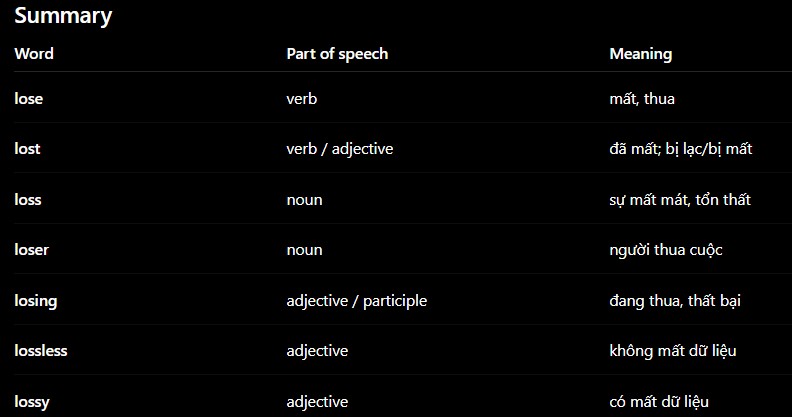 Summary
Word Part of speech Meaning
lose verb mất, thua
lost verb / adjective đã mất; bị lạc/bị mất
loss noun sự mất mát, tổn thất
loser noun người thua cuộc
losing adjective / participle đang thua, thất bại
lossless adjective không mất dữ liệu
lossy adjective có mất dữ liệu